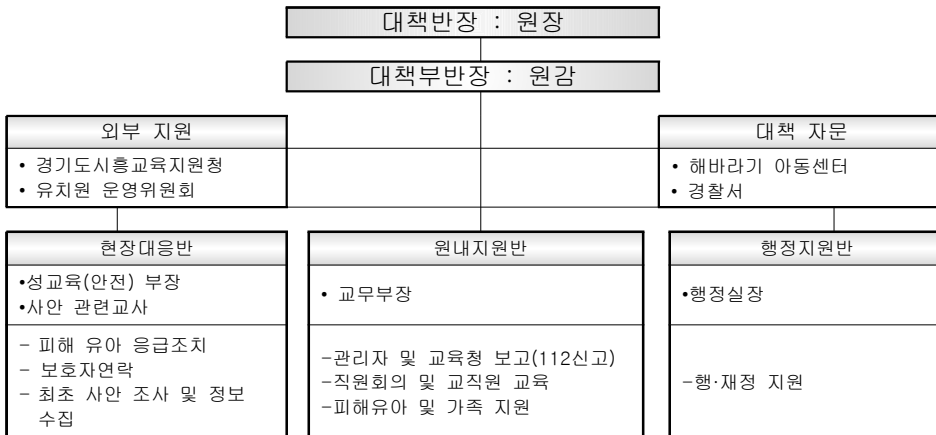 대책반장 : 원장
대책부반장 : 원감
외부 지원
• 경기도시흥교육지원청
• 유치원 운영위원회
대책 자문
• 해바라기 아동센터
• 경찰서
현장대응반
•성교육(안전) 부장
•사안 관련교사
- 피해 유아 응급조치
- 보호자연락
- 최초 사안 조사 및 정보
수집
원내지원반
• 교무부장
-관리자 및 교육청 보고(112신고)
-직원회의 및 교직원 교육
-피해유아 및 가족 지원
행정지원반
•행정실장
-행·재정 지원